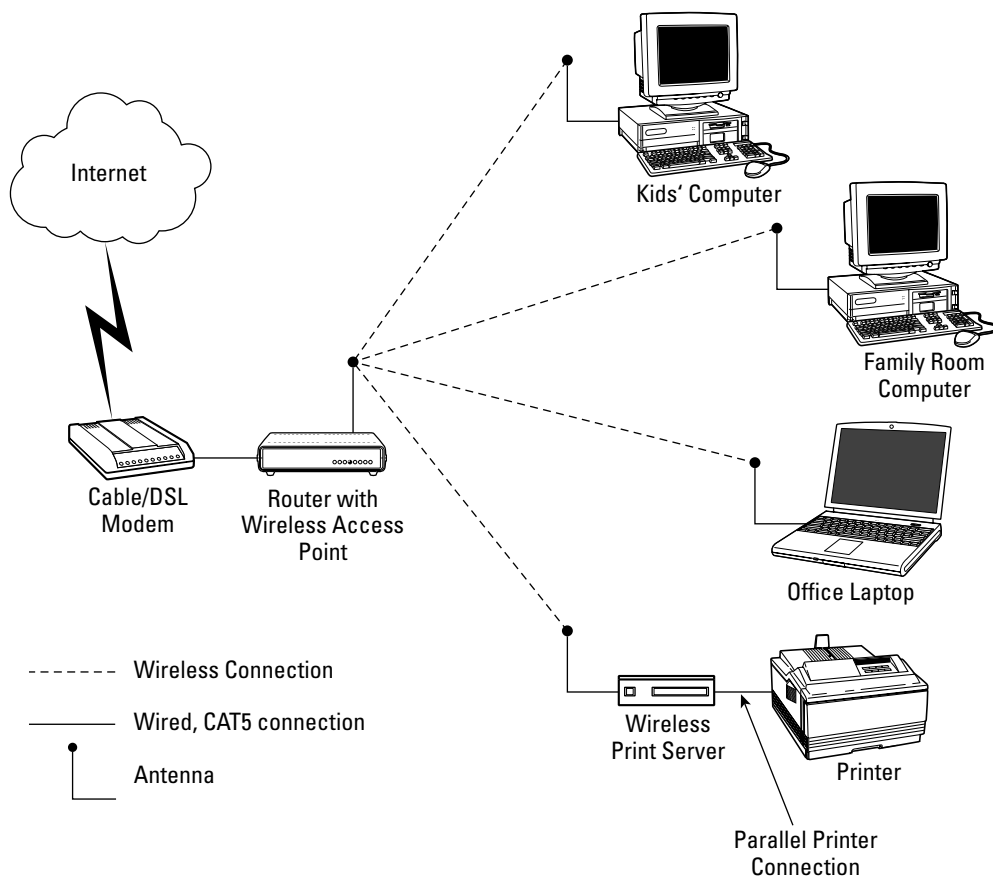 Internet
Kids‘ Computer
Family Room
Computer
Cable/DSL
Modem
Router with
Wireless Access
Point
Office Laptop
Wireless Connection
Wired, CAT5 connection
Antenna
Wireless
Print Server
Printer
Parallel Printer
Connection